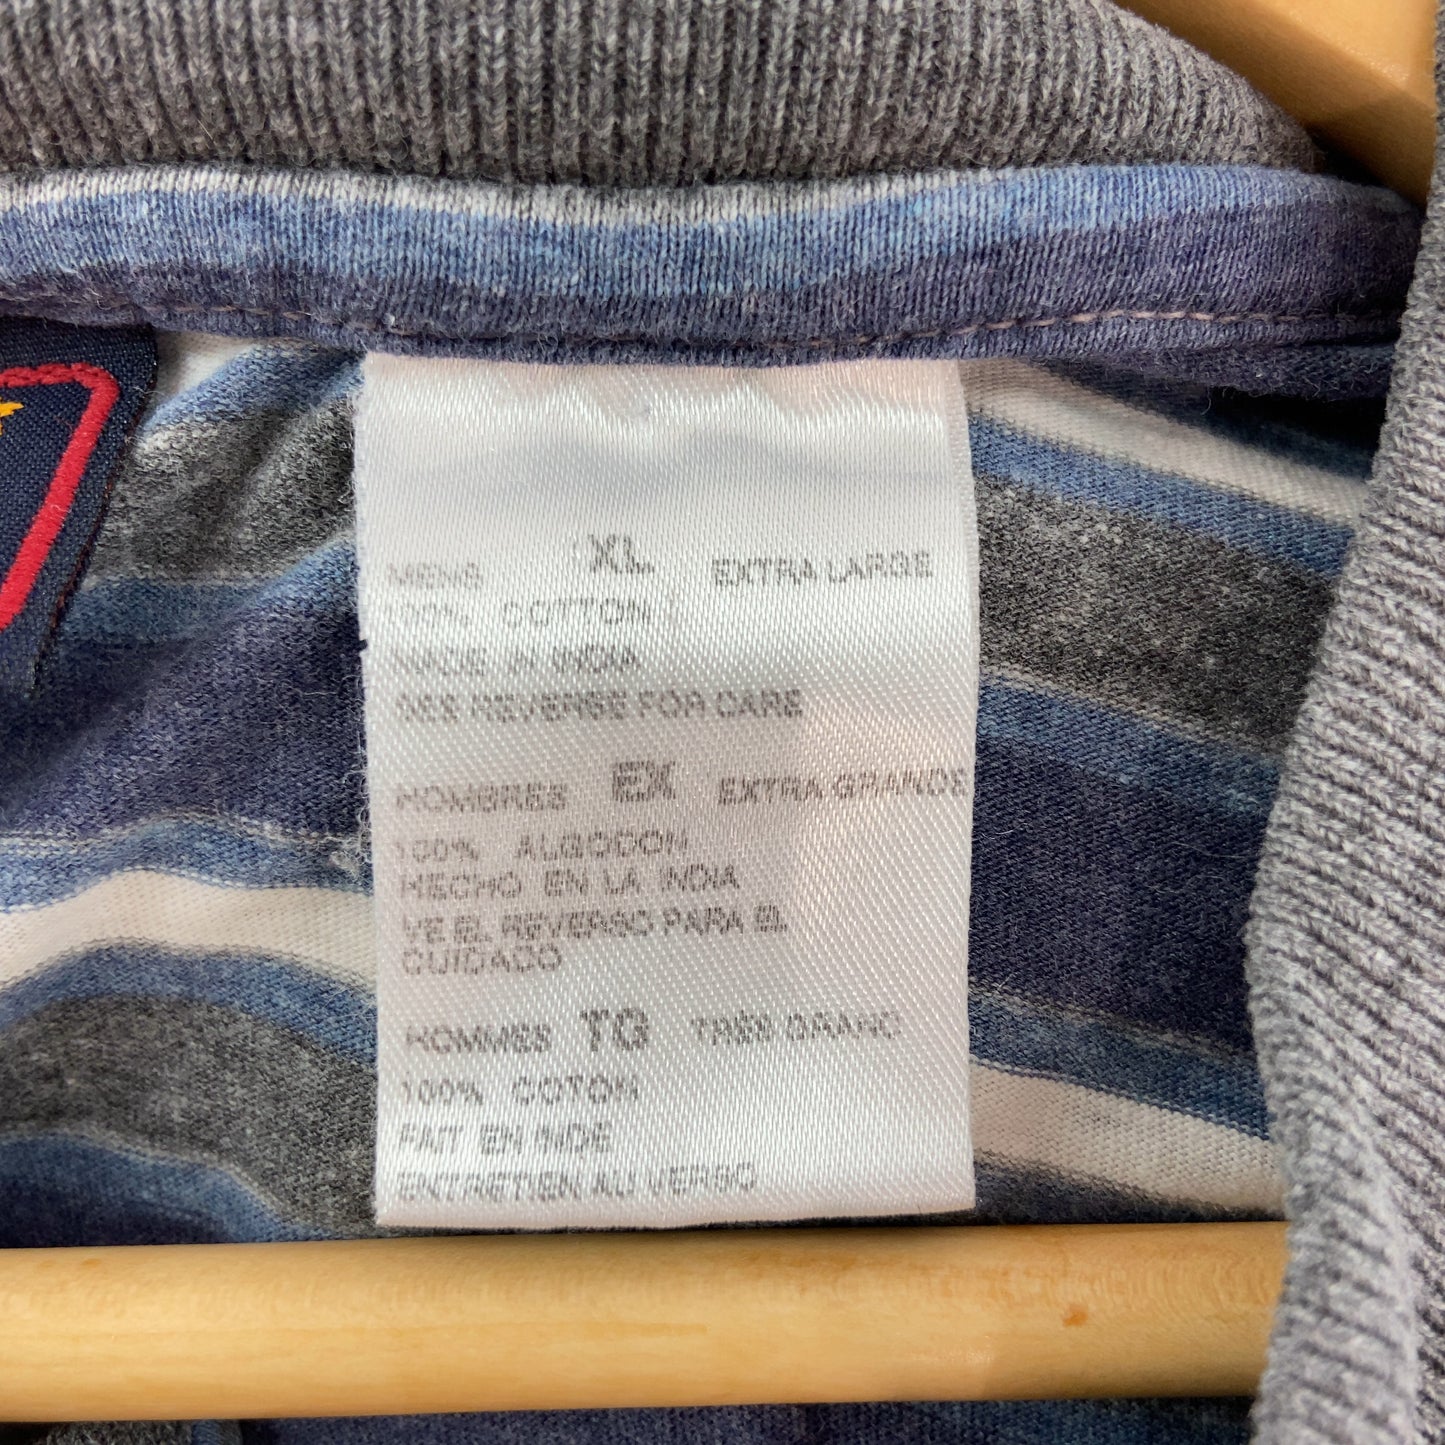 MENS XL EXTRA LARGE
100% COTTON
MADE IN INDIA
SEE REVERSE FOR CARE
HOMBRES EX EXTRA GRANDE
100% ALGODON
HECHO EN LA INDIA
VE EL REVERSO PARA EL
CUIDADO
HOMMES TG TRÉS GRAND
100% COTON
FAIT EN INDE
ENTRETIEN AU VERSO